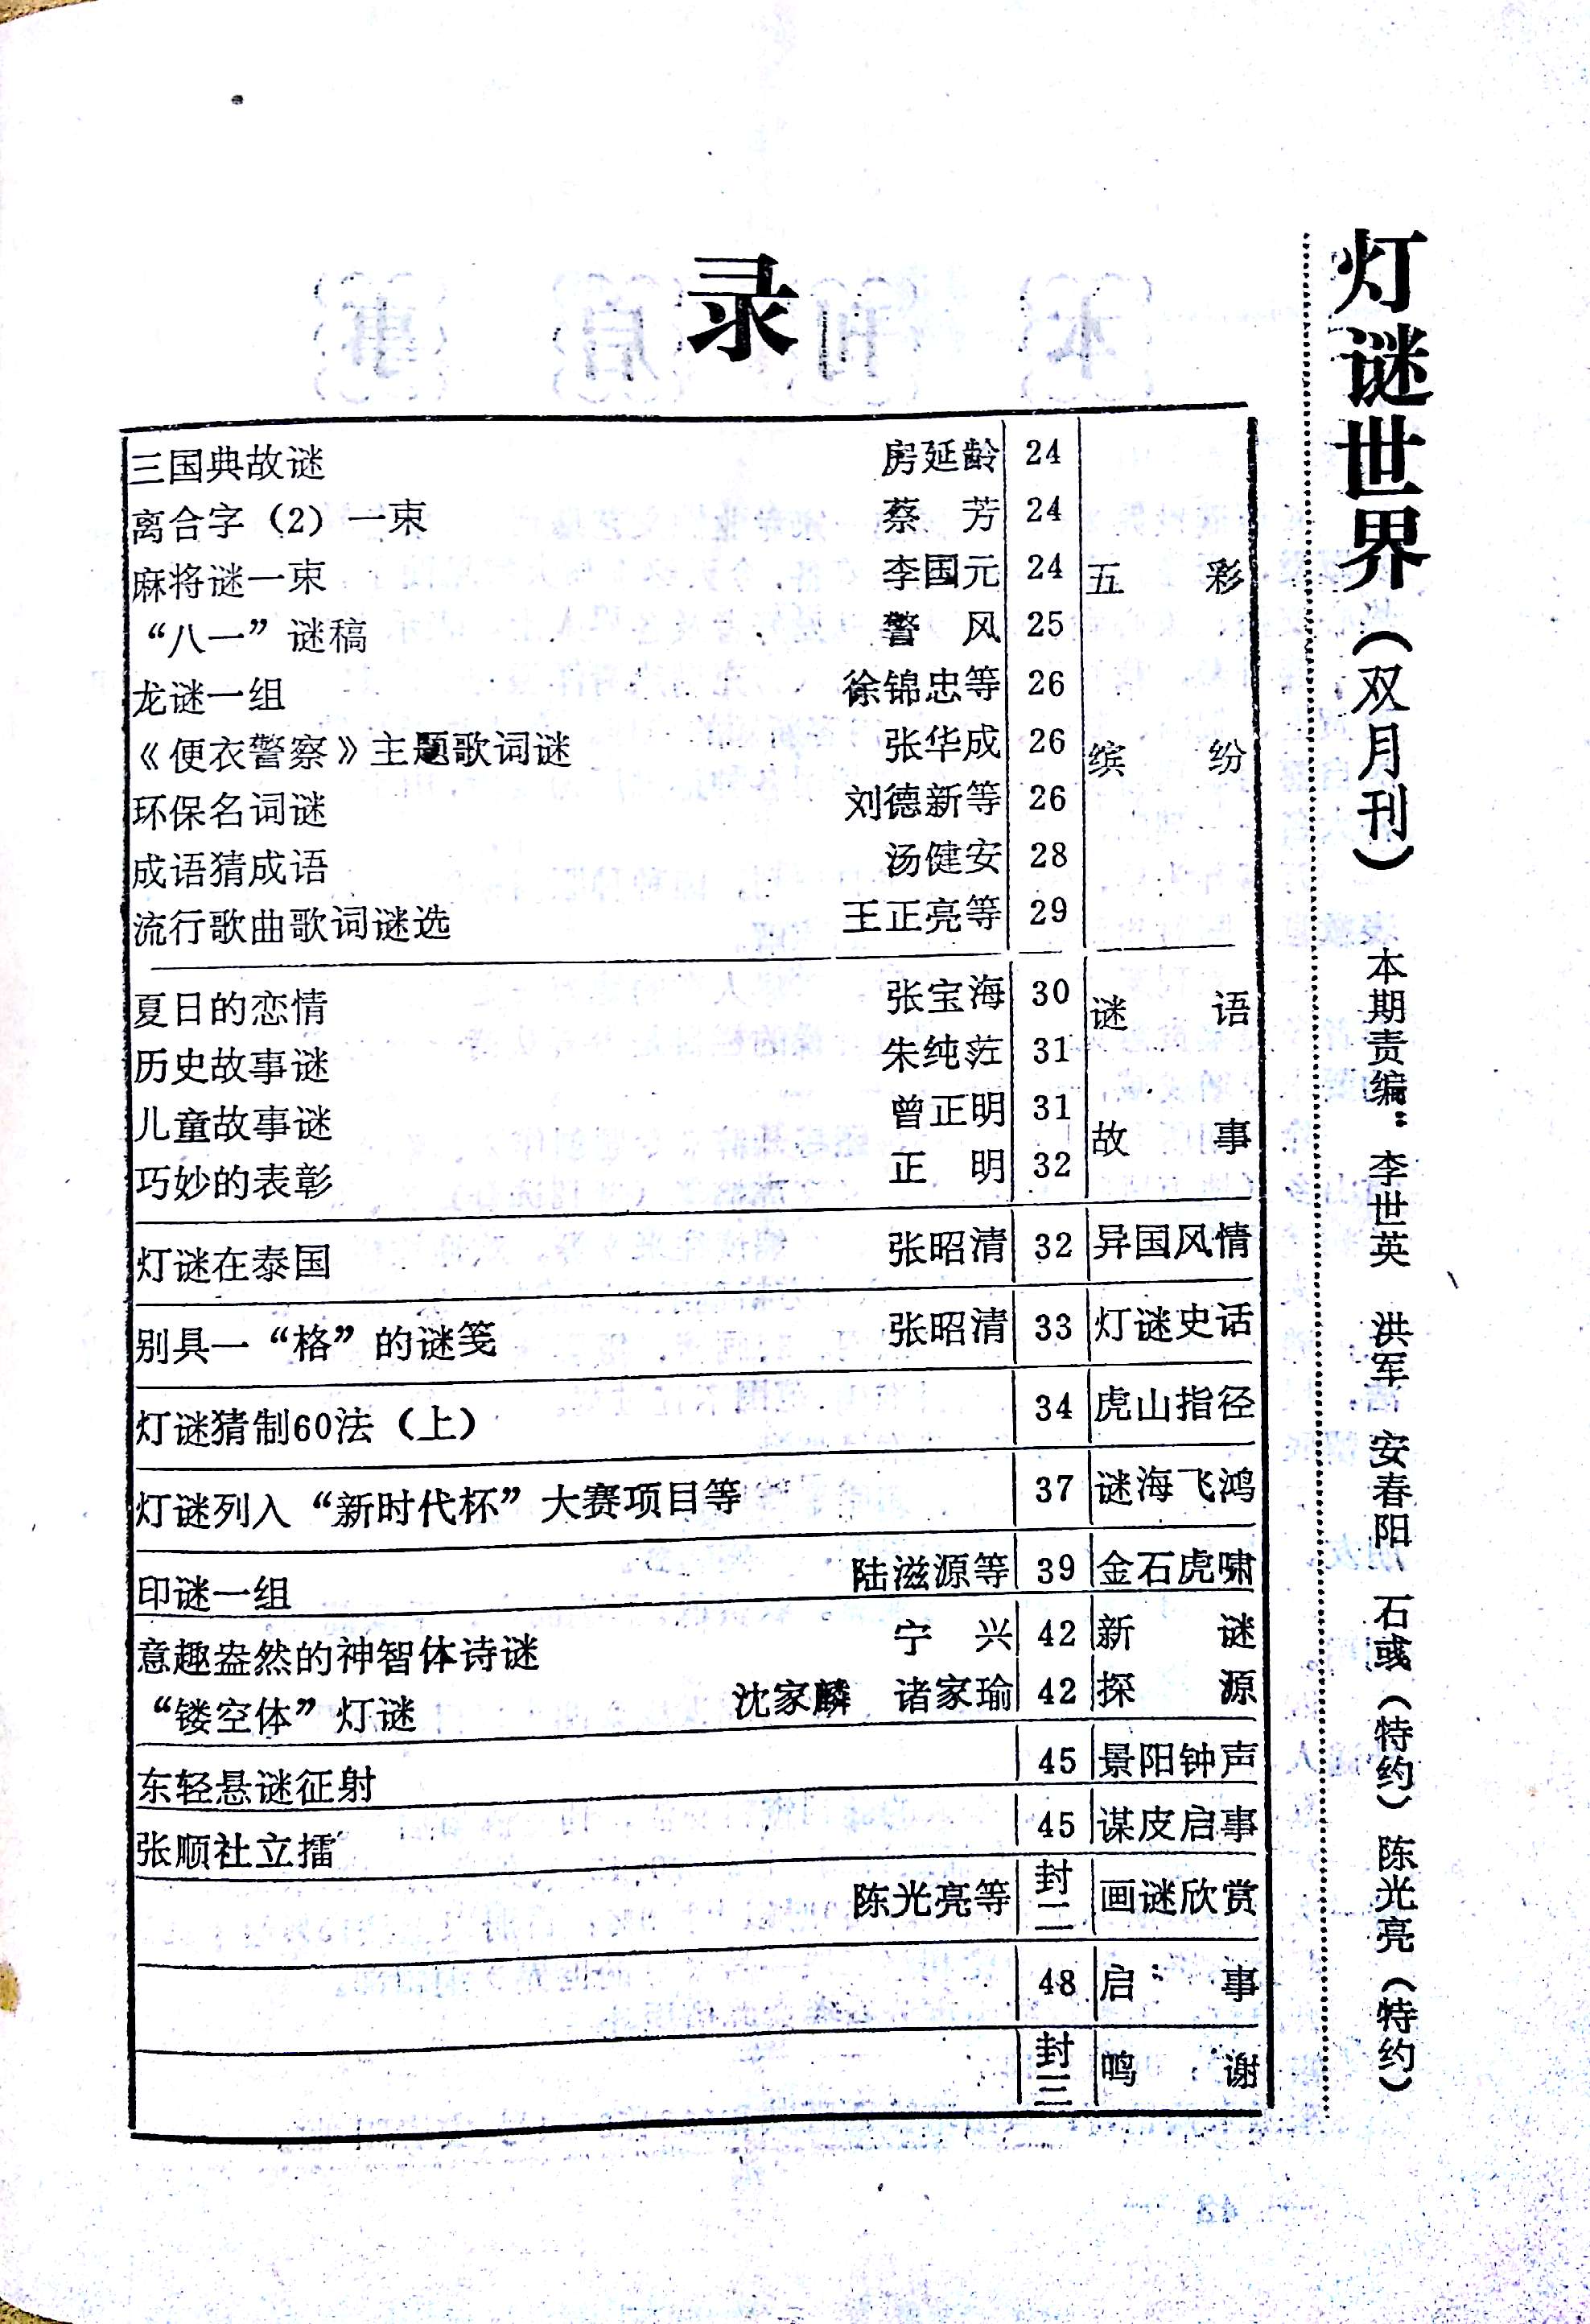 录
三国典故谜 房延龄 24
离合字（2）一束 蔡 芳 24
麻将谜一束 李国元 24
五 彩
“八一”谜稿 警 风 25
龙谜一组 徐锦忠等 26
《便衣警察》主题歌词谜 张华成 26
缤 纷
环保名词谜 刘德新等 26
成语猜成语 汤健安 28
流行歌曲歌词谜选 王正亮等 29
夏日的恋情 张宝海 30
谜 语
历史故事谜 朱纯茳 31
儿童故事谜 曾正明 31
故 事
巧妙的表彰 正 明 32
灯谜在泰国 张昭清 32 异国风情
别具一“格”的谜笺 张昭清 33 灯谜史话
灯谜猜制60法（上） 34 虎山指径
灯谜列入“新时代杯”大赛项目等 37 谜海飞鸿
印谜一组 陆滋源等 39 金石虎啸
意趣盎然的神智体诗谜 宁 兴 42 新 谜
“镂空体”灯谜 沈家麟 诸家瑜 42 探 源
东轻悬谜征射 45 景阳钟声
张顺社立擂 45 谋皮启事
陈光亮等 封二 画谜欣赏
48 启 事
封三 鸣 谢
灯谜世界（双月刊） 本期责编：李世英 洪军 安春阳 石彧（特约）陈光亮（特约）